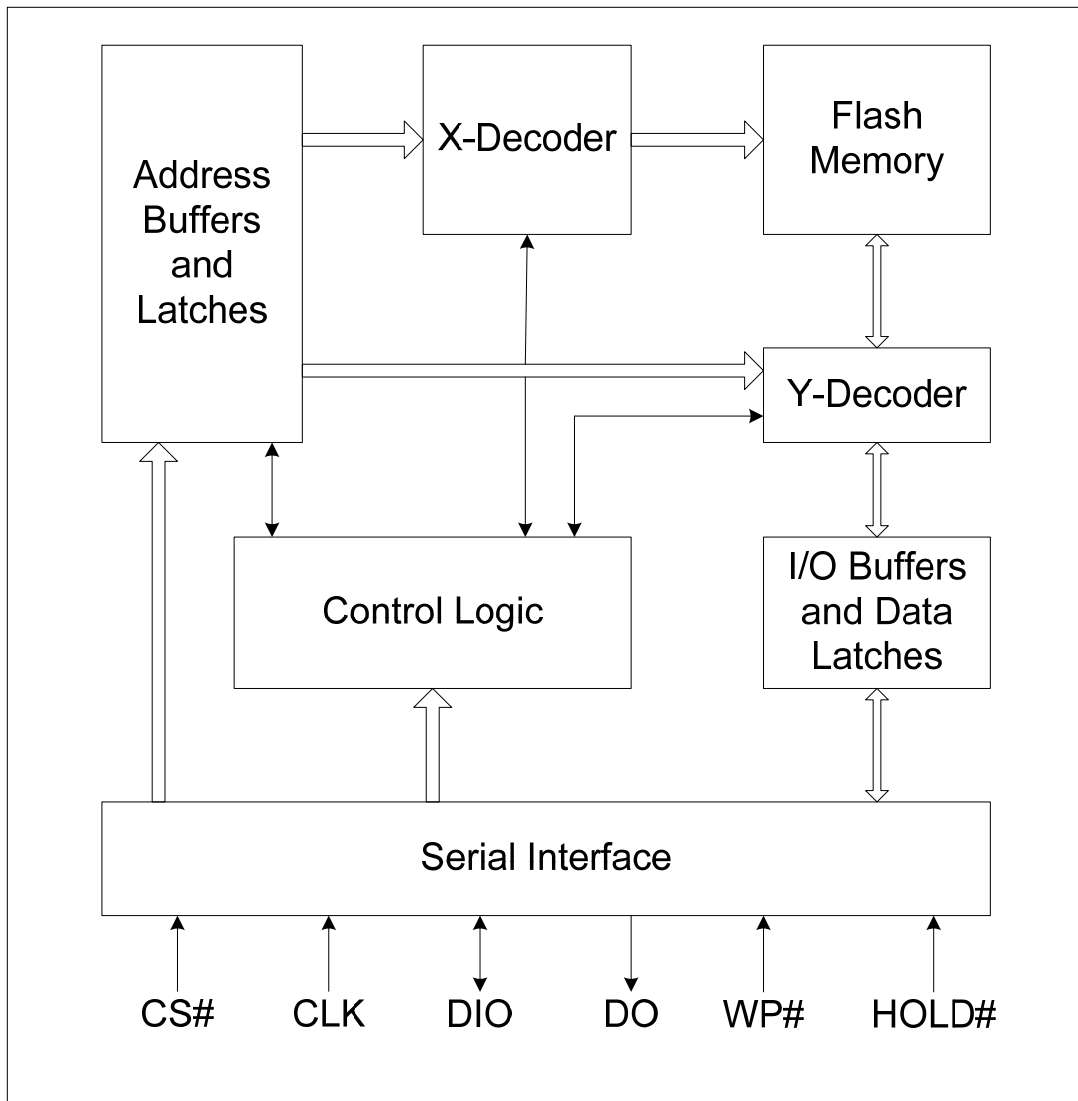 Address
Buffers
and
Latches
X-Decoder
Flash
Memory
Y-Decoder
Control Logic
I/O Buffers
and Data
Latches
Serial Interface
CS#
CLK
DIO
DO
WP#
HOLD#